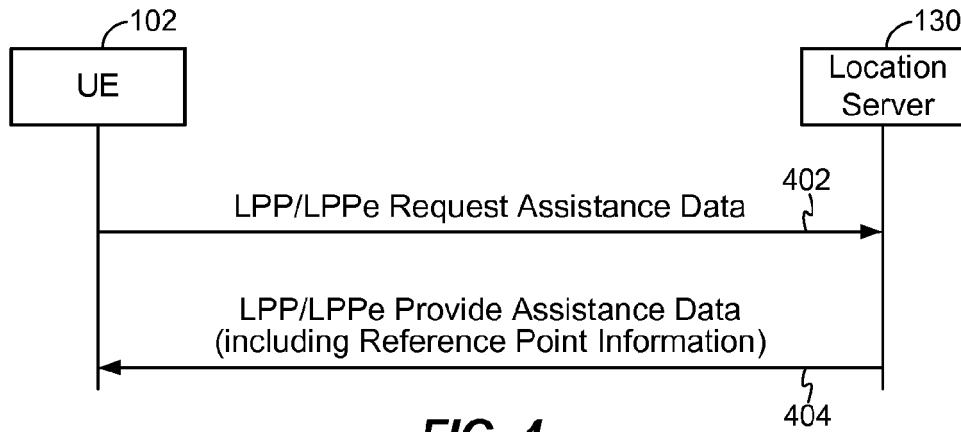 102
130
UE
Location
Server
402
LPP/LPPe Request Assistance Data
LPP/LPPe Provide Assistance Data
(including Reference Point Information)
404
FIG. 4